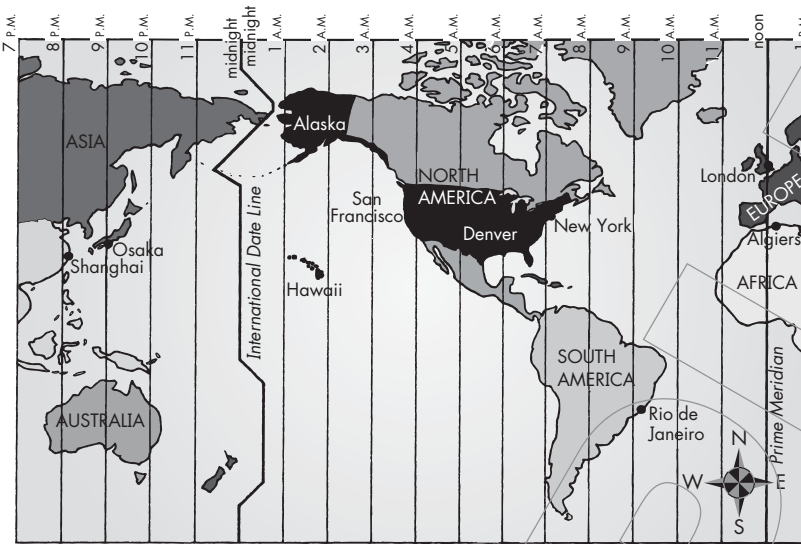 7 P.M.
8 P.M.
9 P.M.
10 P.M.
11 P.M.
midnight
midnight
1 A.M.
2 A.M.
3 A.M.
4 A.M.
5 A.M.
6 A.M.
7 A.M.
8 A.M.
9 A.M.
10 A.M.
11 A.M.
noon
ASIA
Alaska
NORTH
AMERICA
San
Francisco
Denver
New York
London
EUROPE
Algiers
AFRICA
Osaka
Shanghai
Hawaii
International Date Line
SOUTH
AMERICA
AUSTRALIA
Rio de
Janeiro
Prime Meridian
N
W
E
S